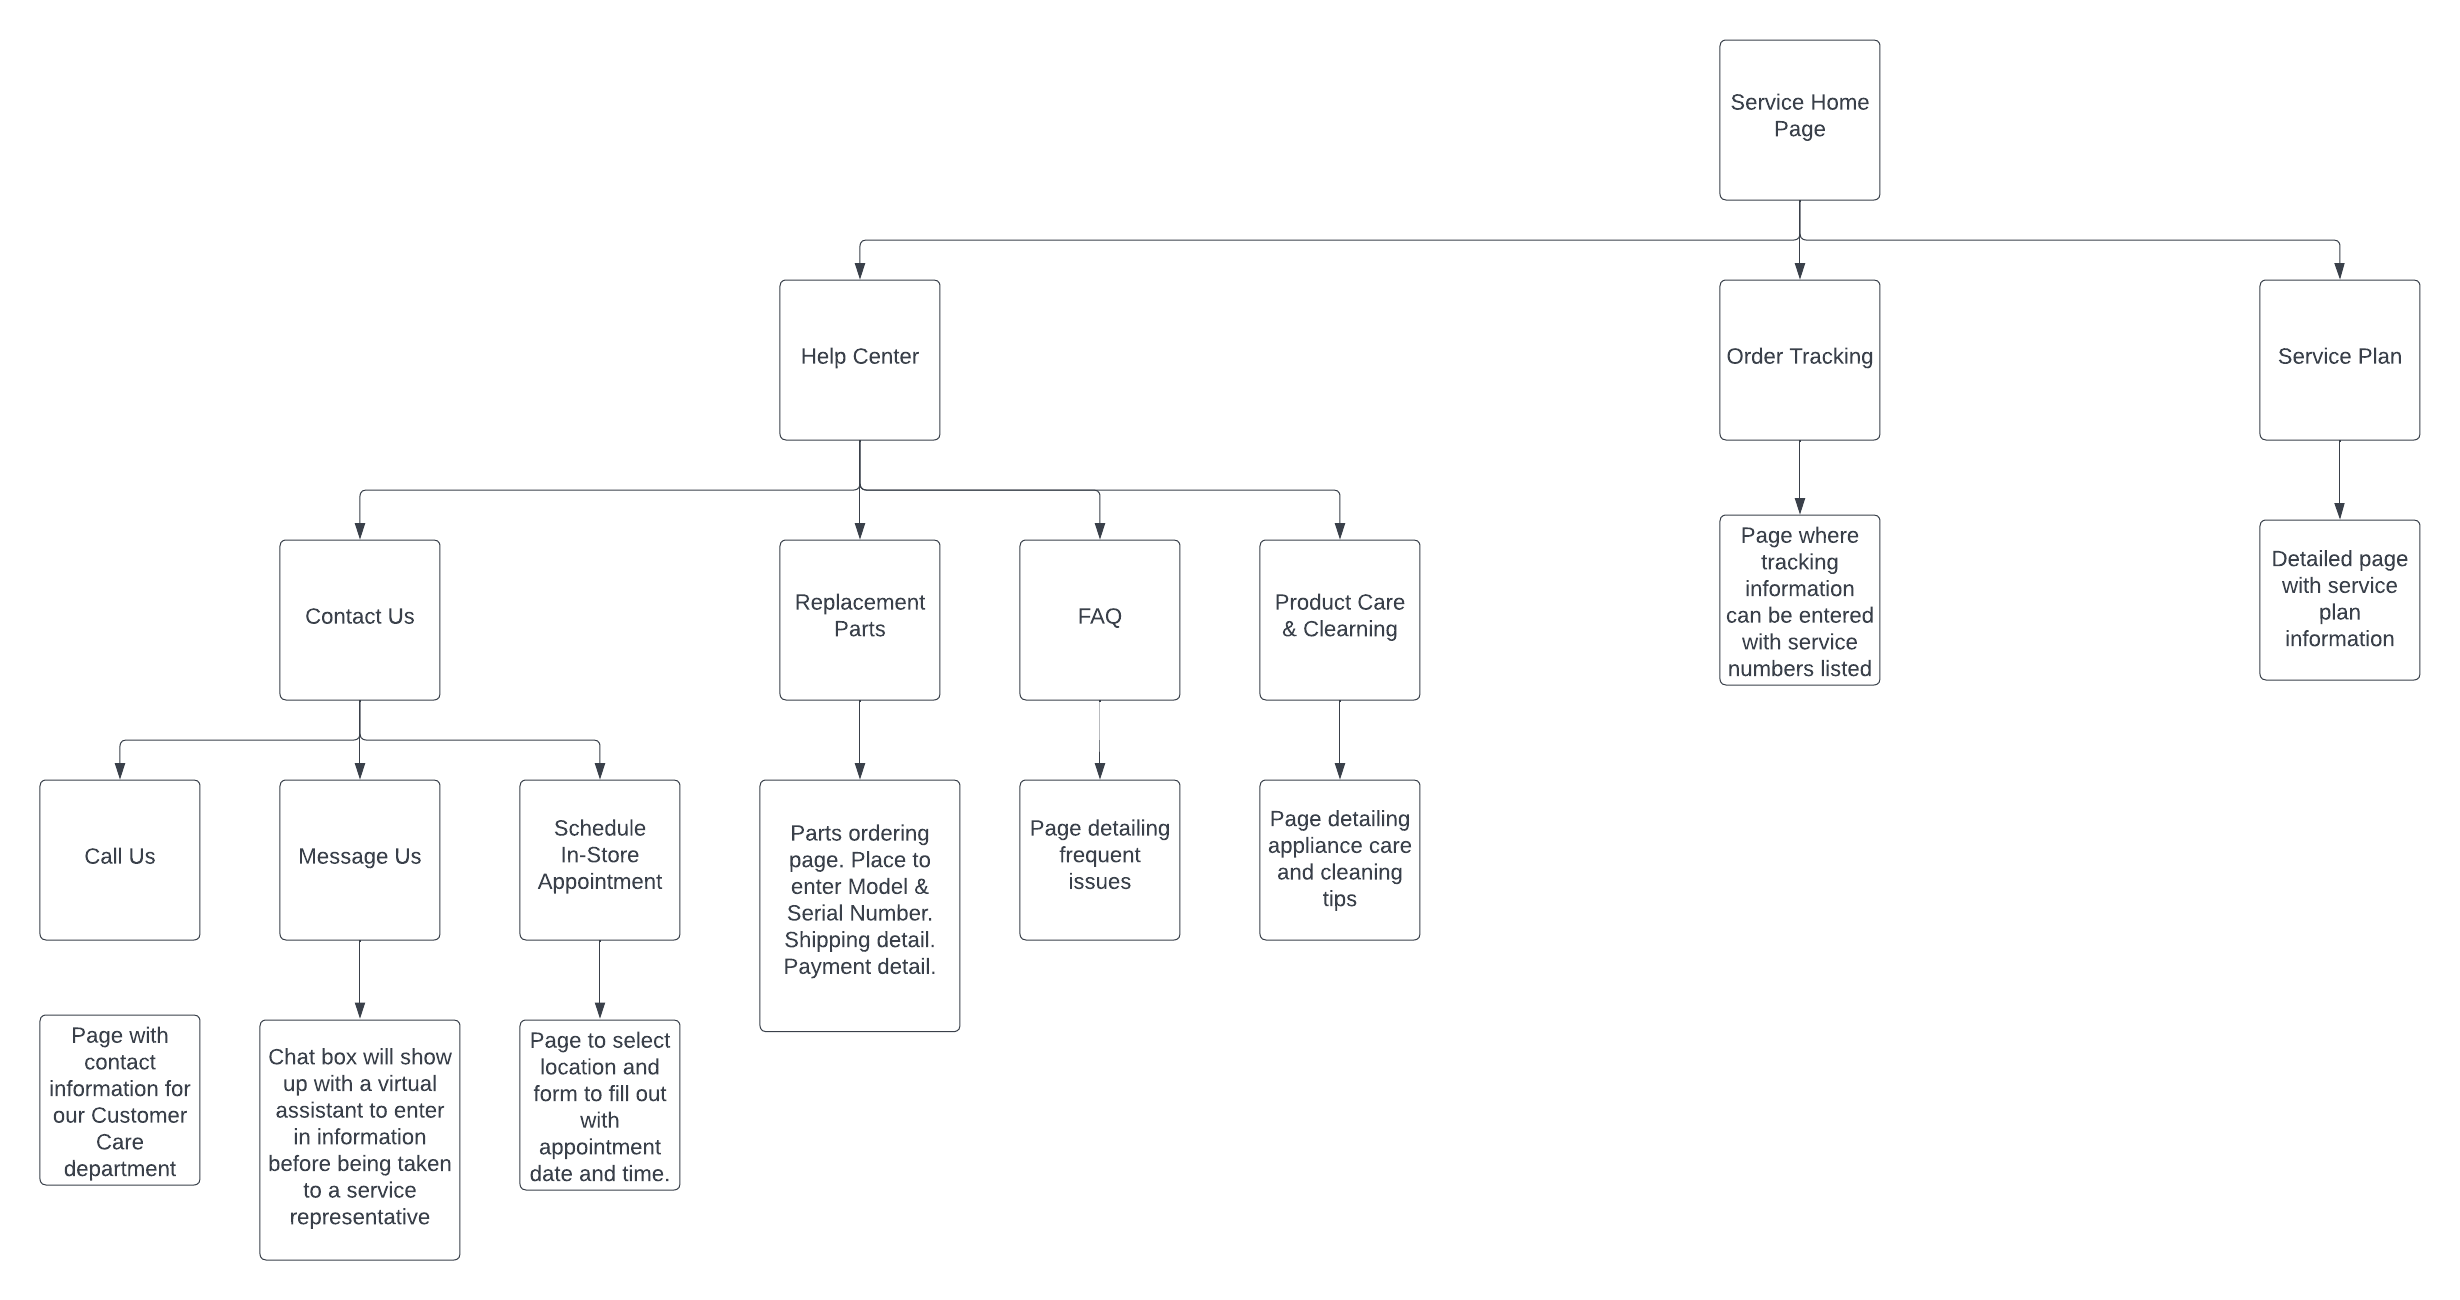 Service Home
Page
Help Center
Order Tracking
Service Plan
Contact Us
Replacement
Parts
FAQ
Product Care
& Clearning
Page where
tracking
information
can be entered
with service
numbers listed
Detailed page
with service
plan
information
Call Us
Message Us
Schedule
In-Store
Appointment
Parts ordering
page. Place to
enter Model &
Serial Number.
Shipping detail.
Payment detail.
Page detailing
frequent
issues
Page detailing
appliance care
and cleaning
tips
Page with
contact
information for
our Customer
Care
department
Chat box will show
up with a virtual
assistant to enter
in information
before being taken
to a service
representative
Page to select
location and
form to fill out
with
appointment
date and time.